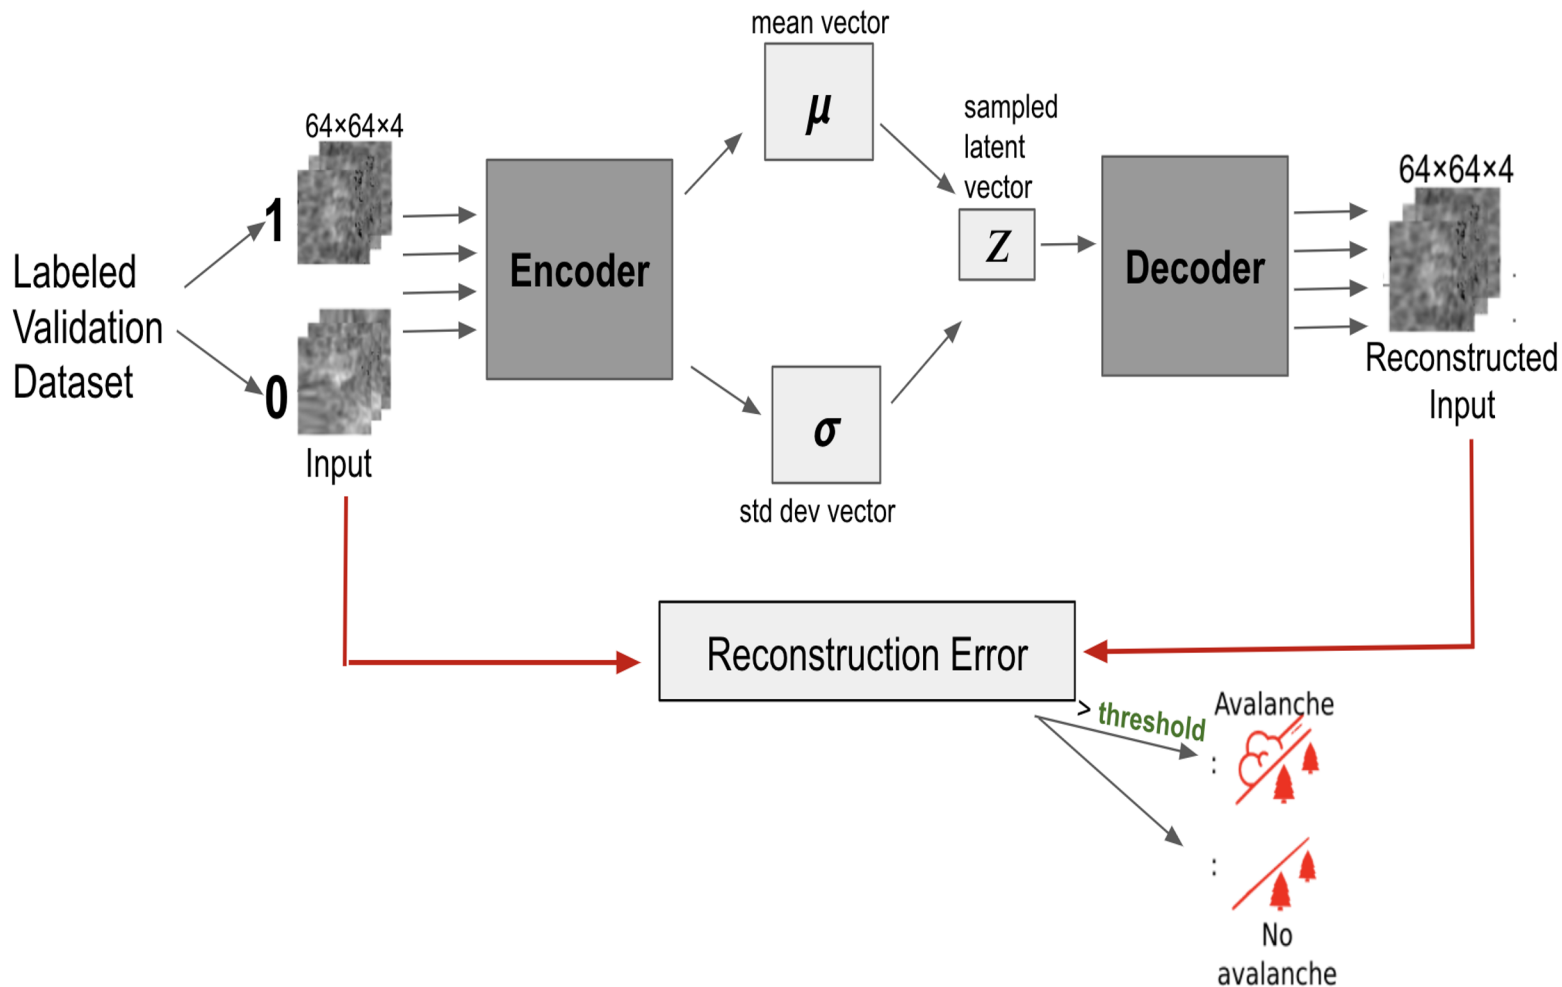 mean vector
μ
64×64×4
1
Labeled
Validation
Dataset
0
Input
Encoder
σ
std dev vector
sampled
latent
vector
Z
Decoder
64×64×4
Reconstructed
Input
Reconstruction Error
> threshold
: Avalanche
:
No
avalanche